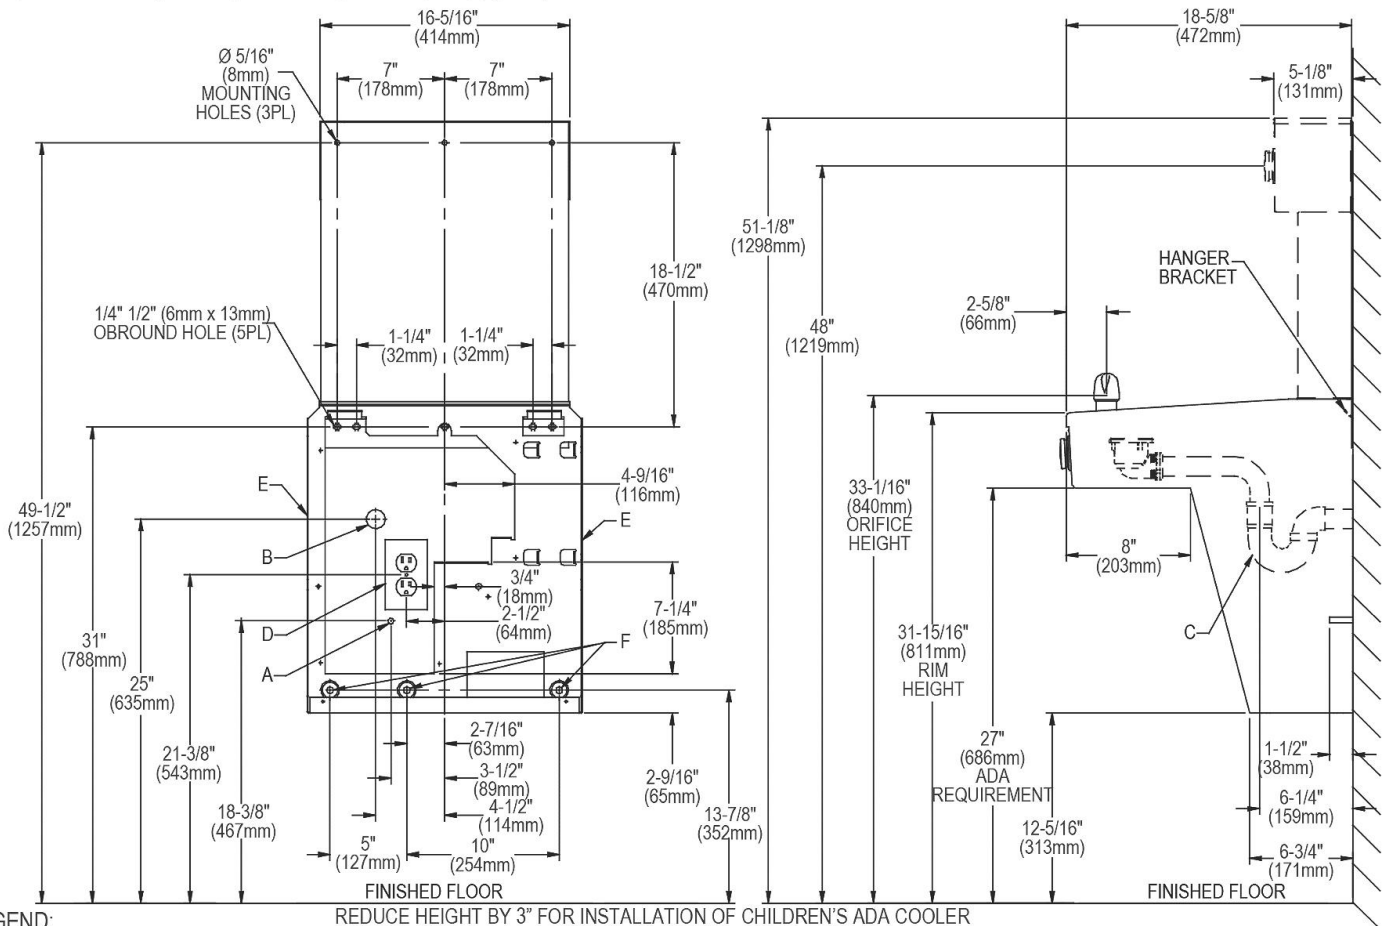 16-5/16"
(414mm)
18-5/8"
(472mm)
Ø 5/16"
(8mm)
MOUNTING
HOLES (3PL)
7"
(178mm)
7"
(178mm)
5-1/8"
(131mm)
51-1/8"
(1298mm)
18-1/2"
(470mm)
HANGER
BRACKET
1/4" 1/2" (6mm x 13mm)
OBROUND HOLE (5PL)
1-1/4"
(32mm)
1-1/4"
(32mm)
2-5/8"
(66mm)
48"
(1219mm)
4-9/16"
(116mm)
33-1/16"
(840mm)
ORIFICE
HEIGHT
49-1/2"
(1257mm)
E
E
B
8"
(203mm)
3/4"
(18mm)
2-1/2"
(64mm)
7-1/4"
(185mm)
D
A
F
C
31"
(788mm)
25"
(635mm)
31-15/16"
(811mm)
RIM
HEIGHT
21-3/8"
(543mm)
2-7/16"
(63mm)
3-1/2"
(89mm)
4-1/2"
(114mm)
2-9/16"
(65mm)
27"
(686mm)
ADA
REQUIREMENT
1-1/2"
(38mm)
18-3/8"
(467mm)
13-7/8"
(352mm)
6-1/4"
(159mm)
12-5/16"
(313mm)
5"
(127mm)
10"
(254mm)
6-3/4"
(171mm)
FINISHED FLOOR
FINISHED FLOOR
GEND:
REDUCE HEIGHT BY 3” FOR INSTALLATION OF CHILDREN’S ADA COOLER